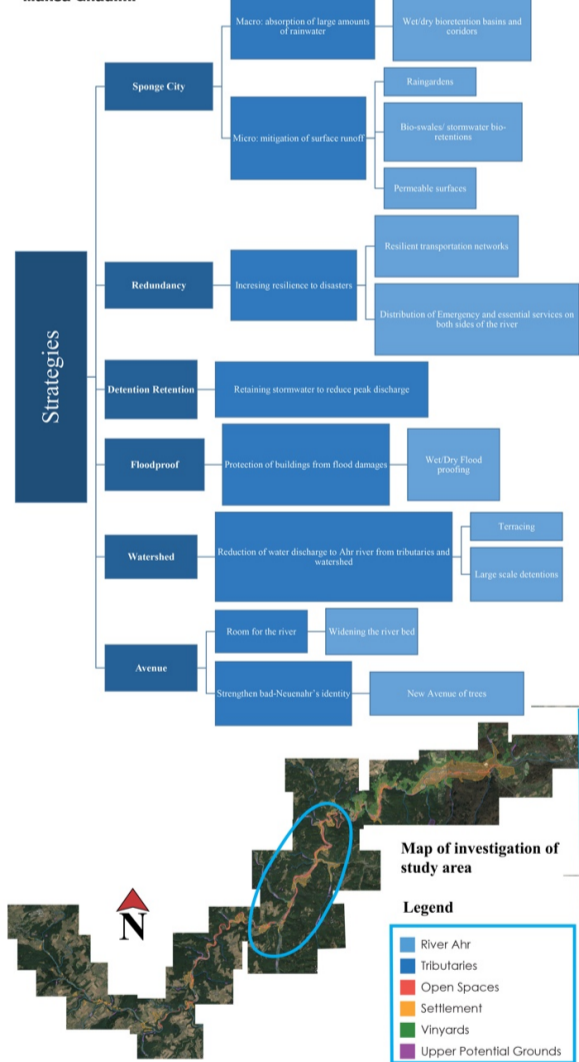 Macro: absorption of large amounts
of rainwater
Wet/dry bioretention basins and
coridors
Sponge City
Raingardens
Micro: mitigation of surface runoff
Bio-swales/ stormwater bio-
retentions
Permeable surfaces
Strategies
Redundancy
Incresing resilience to disasters
Resilient transportation networks
Distribution of Emergency and essential services on
both sides of the river
Detention Retention
Retaining stormwater to reduce peak discharge
Floodproof
Protection of buildings from flood damages
Wet/Dry Flood
proofing
Watershed
Reduction of water discharge to Ahr river from tributaries and
watershed
Terracing
Large scale detentions
Avenue
Room for the river
Widening the river bed
Strengthen bad-Neuenahr's identity
New Avenue of trees
Map of investigation of
study area
N
Legend
River Ahr
Tributaries
Open Spaces
Settlement
Vinyards
Upper Potential Grounds